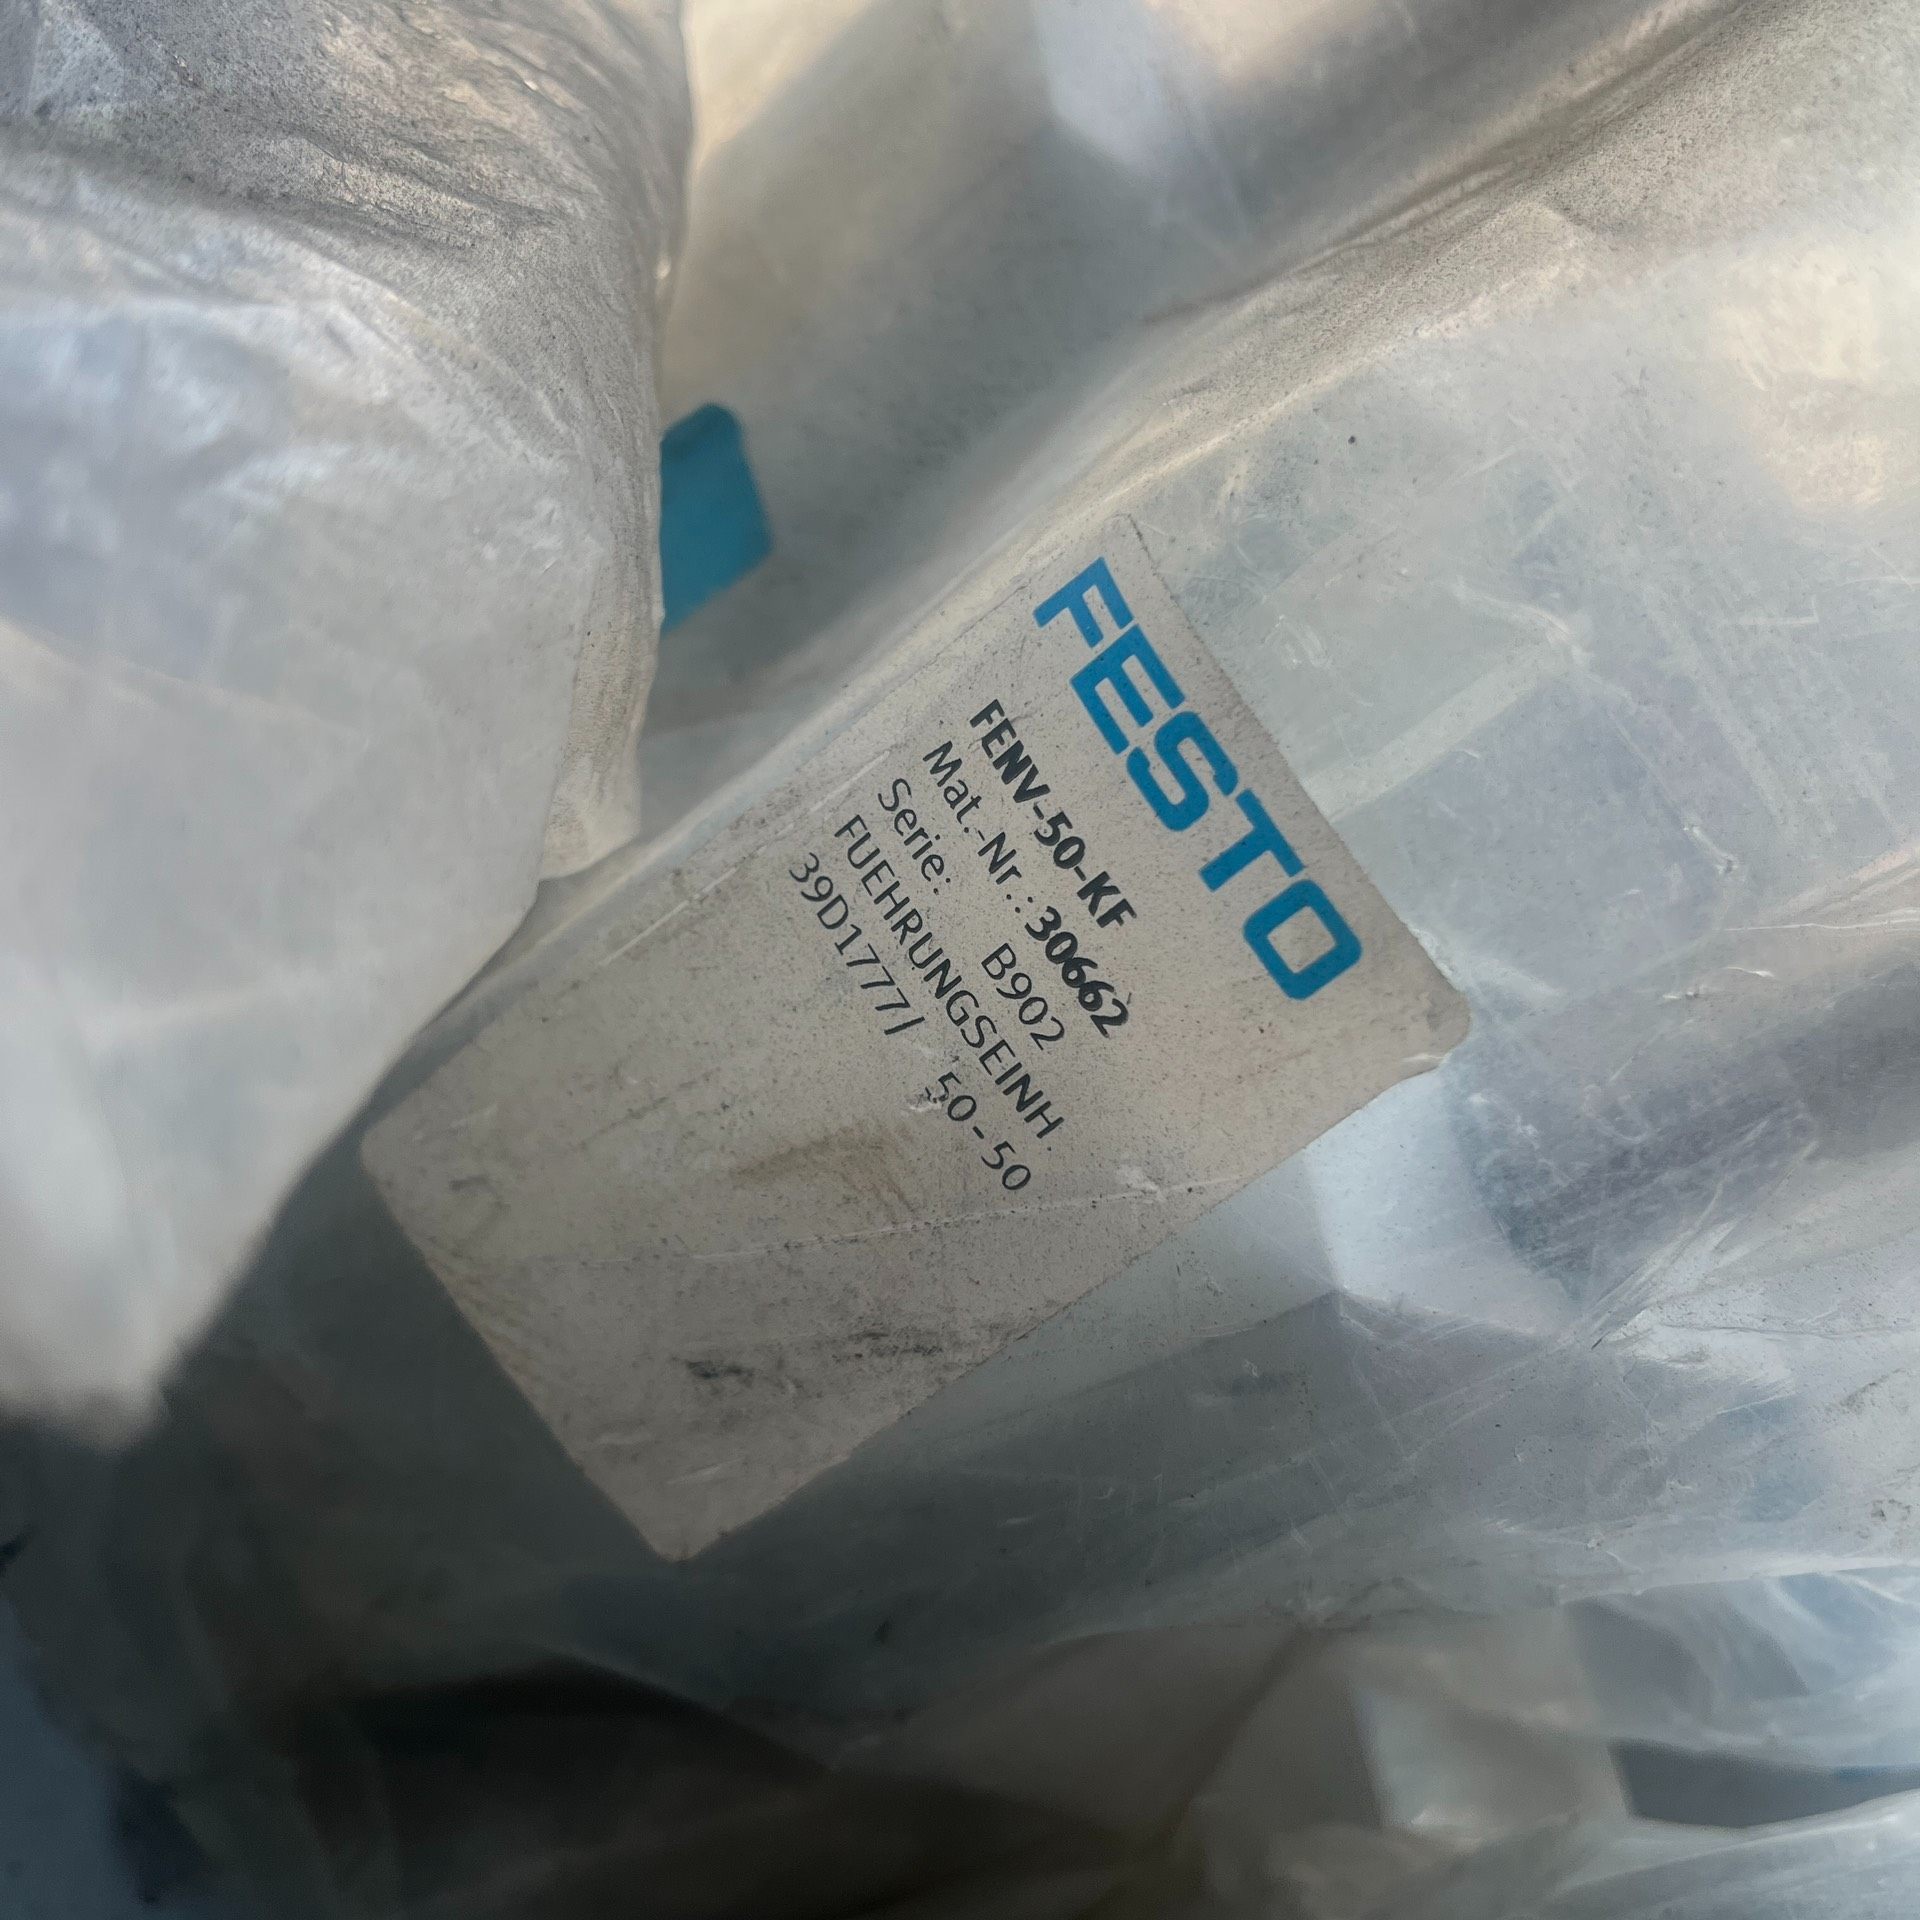 FESTO
FENV-50-KF
Mat.-Nr.: 30662
Serie: B902
FUEHRUNGSEINH.
39D1777/ 50-50